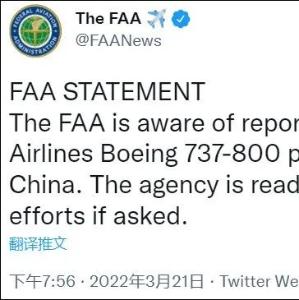 The FAA
@FAANews
FAA STATEMENT
The FAA is aware of repor
Airlines Boeing 737-800 p
China. The agency is read
efforts if asked.
翻译推文
下午7:56 · 2022年3月21日 · Twitter We